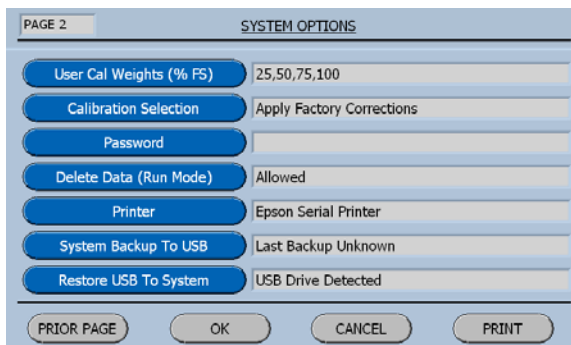 PAGE 2 SYSTEM OPTIONS
User Cal Weights (% FS) 25,50,75,100
Calibration Selection Apply Factory Corrections
Password
Delete Data (Run Mode) Allowed
Printer Epson Serial Printer
System Backup To USB Last Backup Unknown
Restore USB To System USB Drive Detected
PRIOR PAGE OK CANCEL PRINT